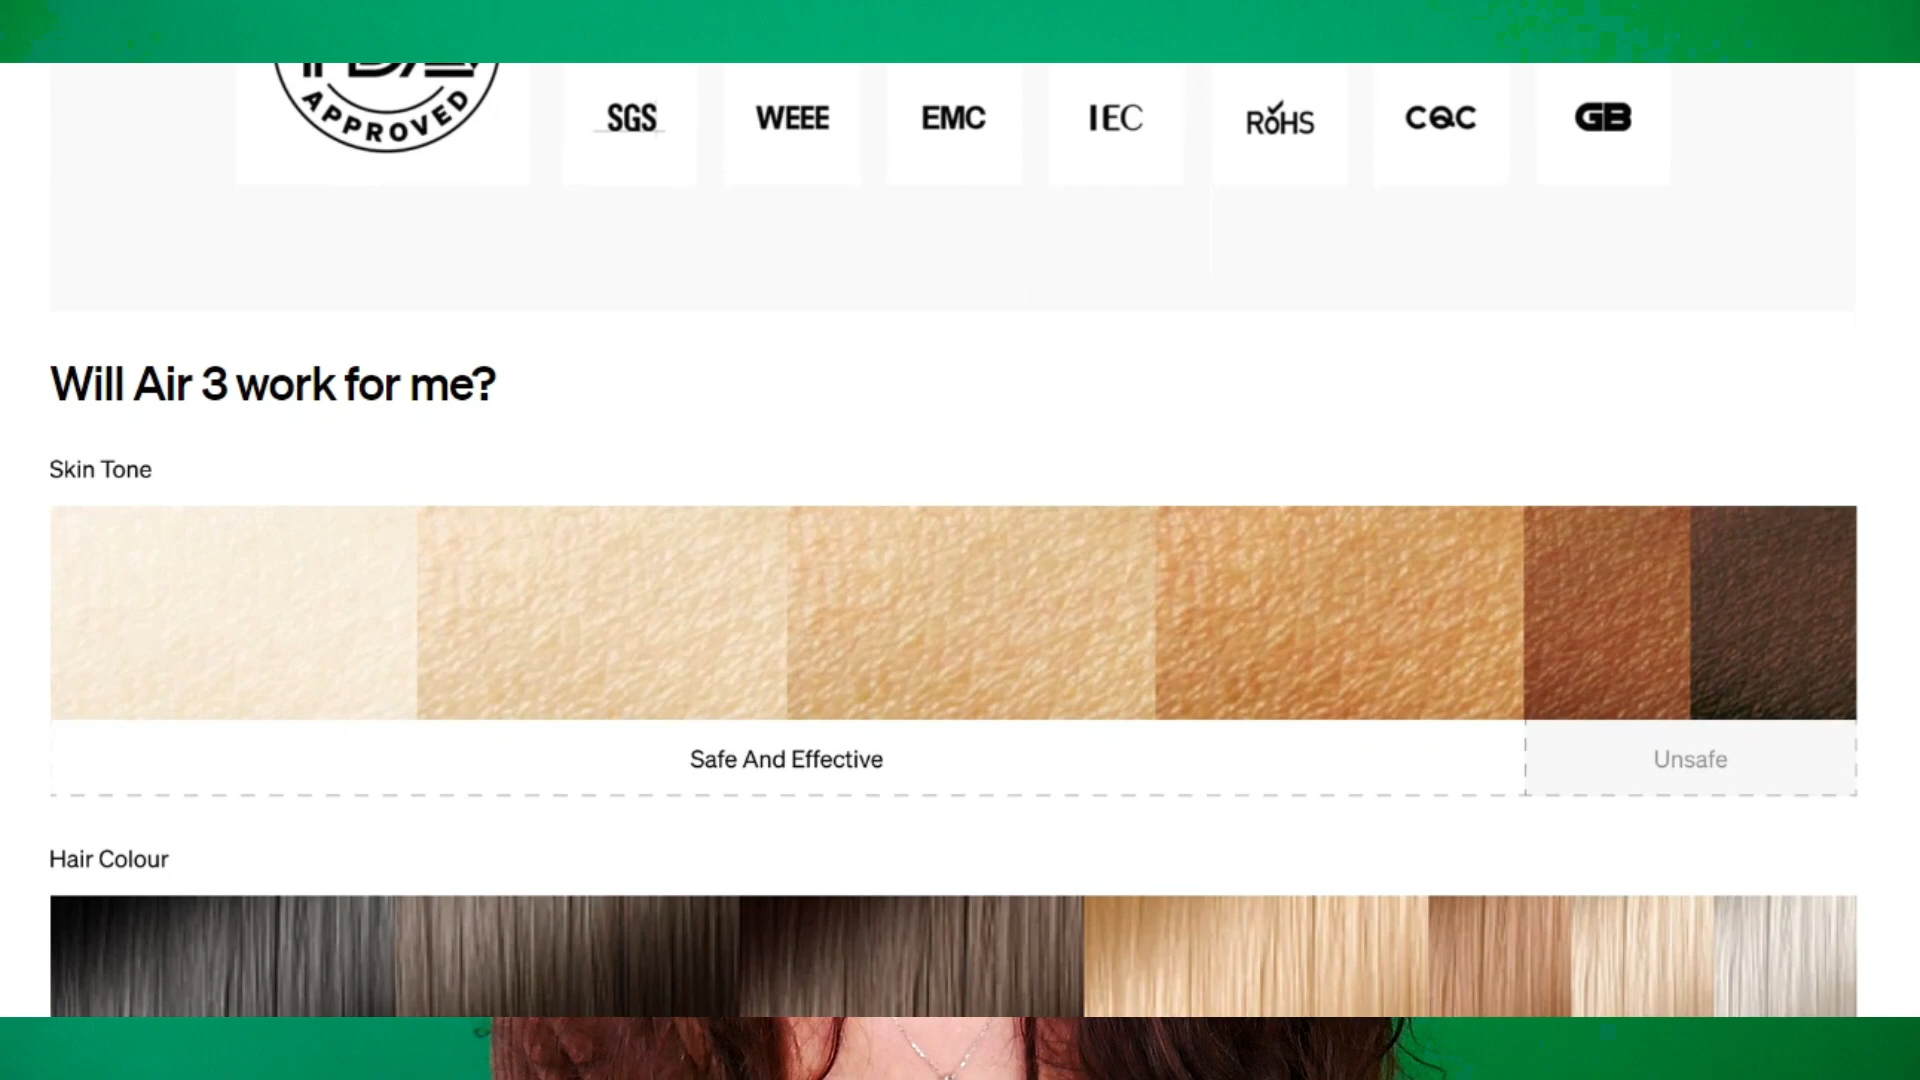 APPROVED
SGS WEEE EMC IEC RoHS CQC GB
Will Air 3 work for me?
Skin Tone
Safe And Effective Unsafe
Hair Colour